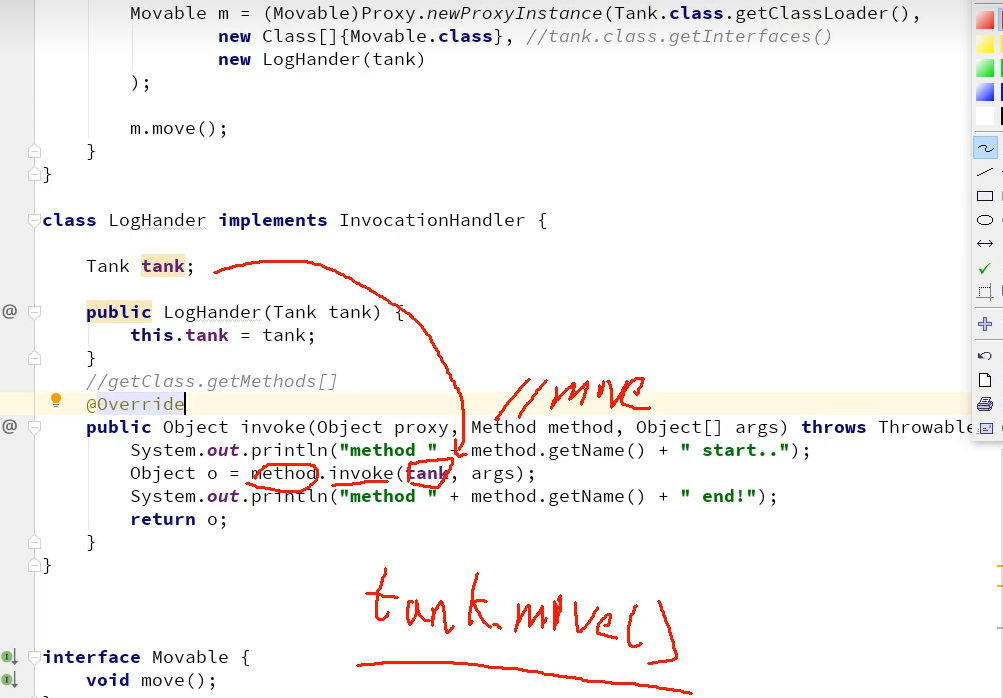 Movable m = (Movable)Proxy.newProxyInstance(Tank.class.getClassLoader(),
new Class[]{Movable.class}, //tank.class.getInterfaces()
new LogHander(tank)
);
m.move();
}
}
class LogHander implements InvocationHandler {
Tank tank;
public LogHander(Tank tank) {
this.tank = tank;
}
//getClass.getMethods[]
@Override
//move
public Object invoke(Object proxy, Method method, Object[] args) throws Throwable
System.out.println("method " + method.getName() + " start..");
Object o = method.invoke(tank, args);
System.out.println("method " + method.getName() + " end!");
return o;
}
}
tank.move()
interface Movable {
void move();